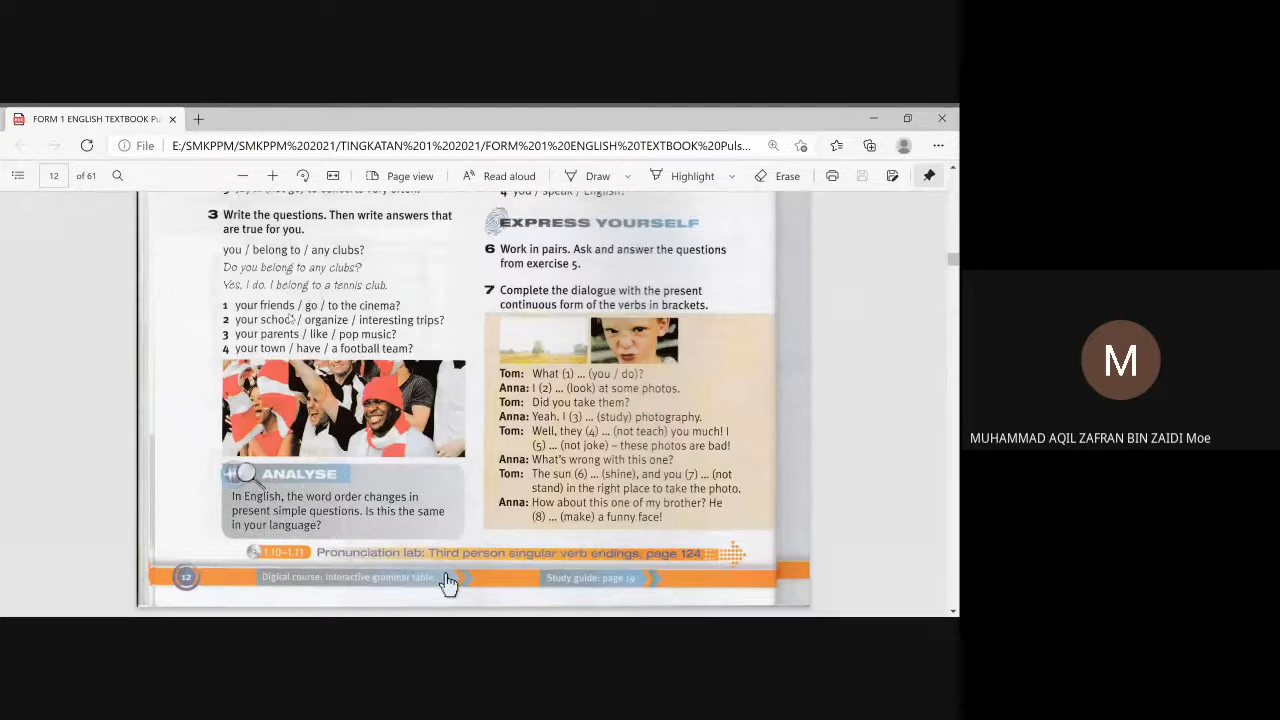 FORM 1 ENGLISH TEXTBOOK Pu
File
E:/SMKPPM/SMKPPM%202021/TINGKATAN%201%202021/FORM%201%20ENGLISH%20TEXTBOOK%20Puls...
12 of 61
Page view
Read aloud
Draw
Highlight
Erase
3 Write the questions. Then write answers that
are true for you.
you / belong to / any clubs?
Do you belong to any clubs?
Yes, I do. I belong to a tennis club.
1 your friends / go / to the cinema?
2 your school / organize / interesting trips?
3 your parents / like / pop music?
4 your town / have / a football team?
ANALYSE
In English, the word order changes in
present simple questions. Is this the same
in your language?
4 you / speak / English?
EXPRESS YOURSELF
6 Work in pairs. Ask and answer the questions
from exercise 5.
7 Complete the dialogue with the present
continuous form of the verbs in brackets.
Tom: What (1) ... (you / do)?
Anna: I (2) ... (look) at some photos.
Tom: Did you take them?
Anna: Yeah. I (3) ... (study) photography.
Tom: Well, they (4) ... (not teach) you much! I
(5) ... (not joke) – these photos are bad!
Anna: What's wrong with this one?
Tom: The sun (6) ... (shine), and you (7) ... (not
stand) in the right place to take the photo.
Anna: How about this one of my brother? He
(8) ... (make) a funny face!
1.10–1.11 Pronunciation lab: Third person singular verb endings, page 124
12 Digital course: Interactive grammar table
Study guide: page 19
M
MUHAMMAD AQIL ZAFRAN BIN ZAIDI Moe